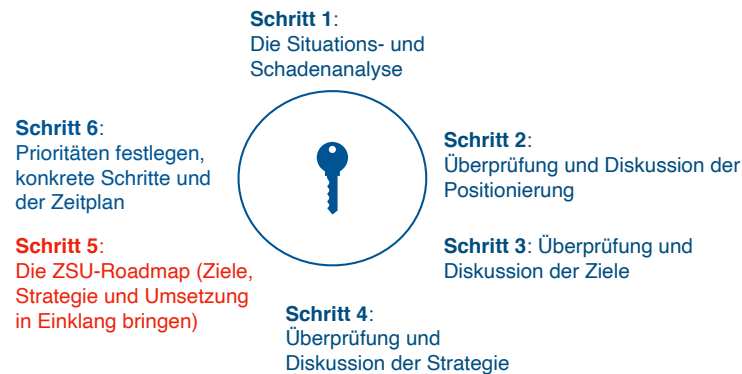 Schritt 1:
Die Situations- und
Schadenanalyse
Schritt 2:
Überprüfung und Diskussion der
Positionierung
Schritt 3: Überprüfung und
Diskussion der Ziele
Schritt 4:
Überprüfung und
Diskussion der Strategie
Schritt 5:
Die ZSU-Roadmap (Ziele,
Strategie und Umsetzung
in Einklang bringen)
Schritt 6:
Prioritäten festlegen,
konkrete Schritte und
der Zeitplan